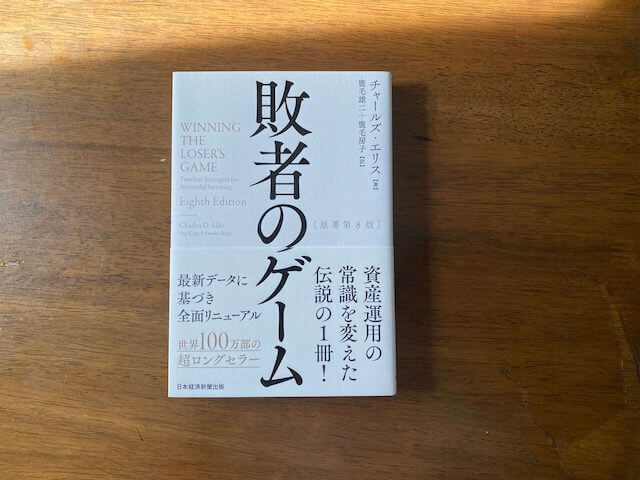 敗者のゲーム
チャールズ・エリス［著］
鹿毛雄二＋鹿毛房子［訳］
［原著第8版］
WINNING
THE
LOSER'S
GAME
Timeless Strategies for
Successful Investing
Eighth Edition
Charles D. Ellis
Yuji Kage & Fusako Kage
資産運用の
常識を変えた
伝説の1冊！
最新データに
基づき
全面リニューアル
世界100万部の
超ロングセラー
日本経済新聞出版